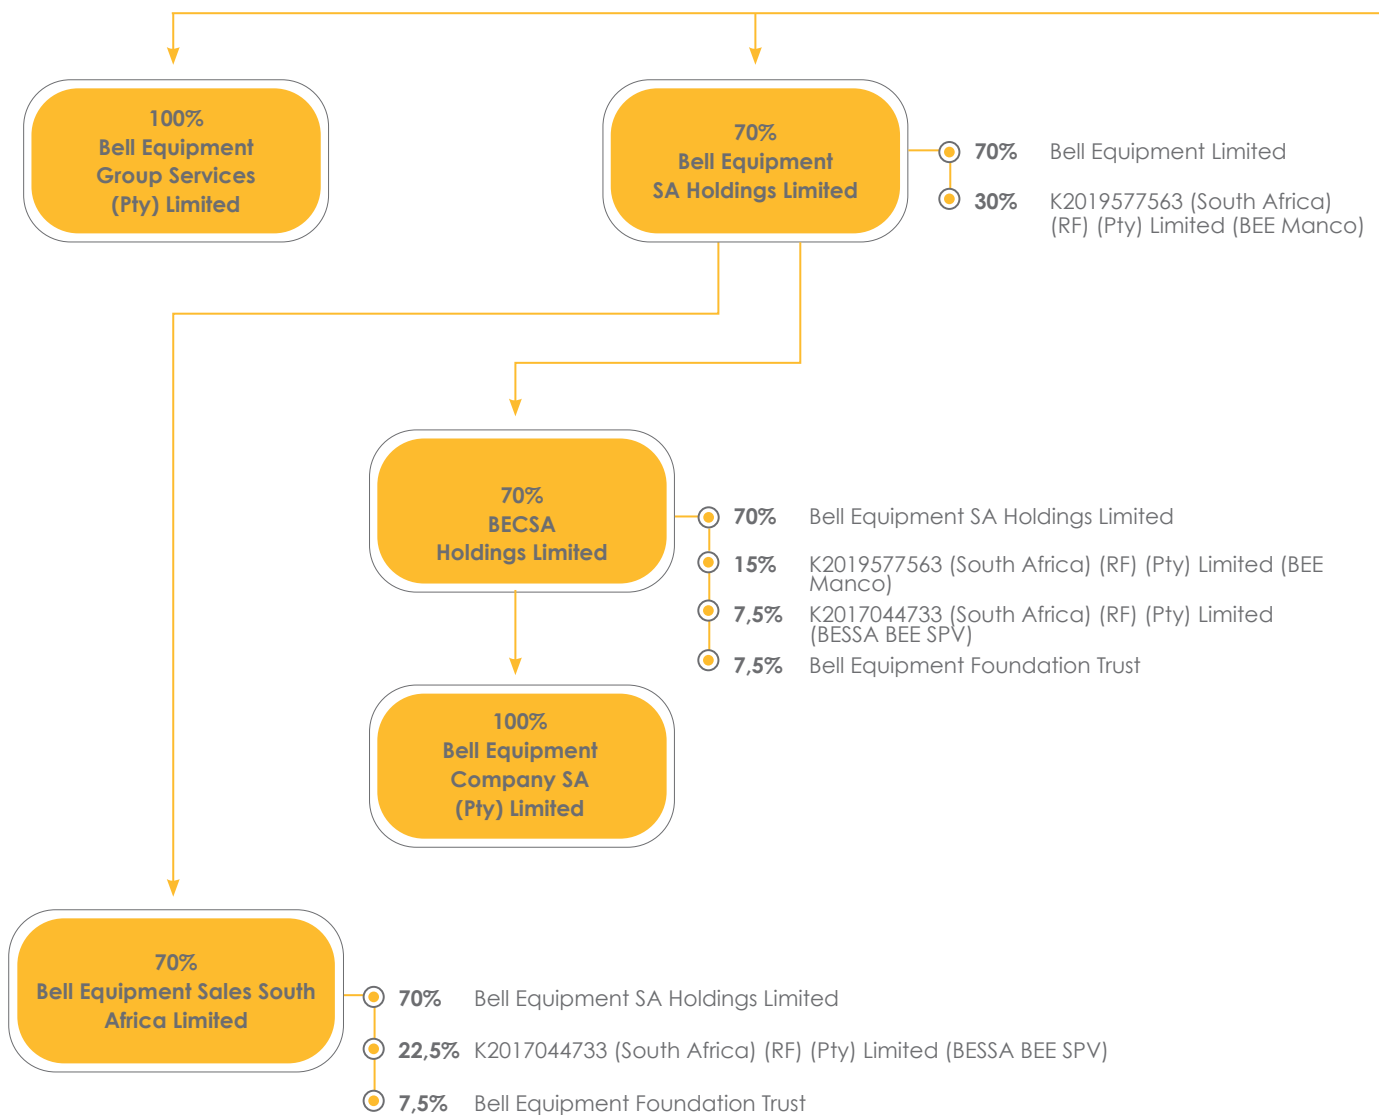 100%
Bell Equipment
Group Services
(Pty) Limited
70%
Bell Equipment
SA Holdings Limited
70% Bell Equipment Limited
30% K2019577563 (South Africa)
(RF) (Pty) Limited (BEE Manco)
70%
BECSA
Holdings Limited
70% Bell Equipment SA Holdings Limited
15% K2019577563 (South Africa) (RF) (Pty) Limited (BEE
Manco)
7,5% K2017044733 (South Africa) (RF) (Pty) Limited
(BESSA BEE SPV)
7,5% Bell Equipment Foundation Trust
100%
Bell Equipment
Company SA
(Pty) Limited
70%
Bell Equipment Sales South
Africa Limited
70% Bell Equipment SA Holdings Limited
22,5% K2017044733 (South Africa) (RF) (Pty) Limited (BESSA BEE SPV)
7,5% Bell Equipment Foundation Trust